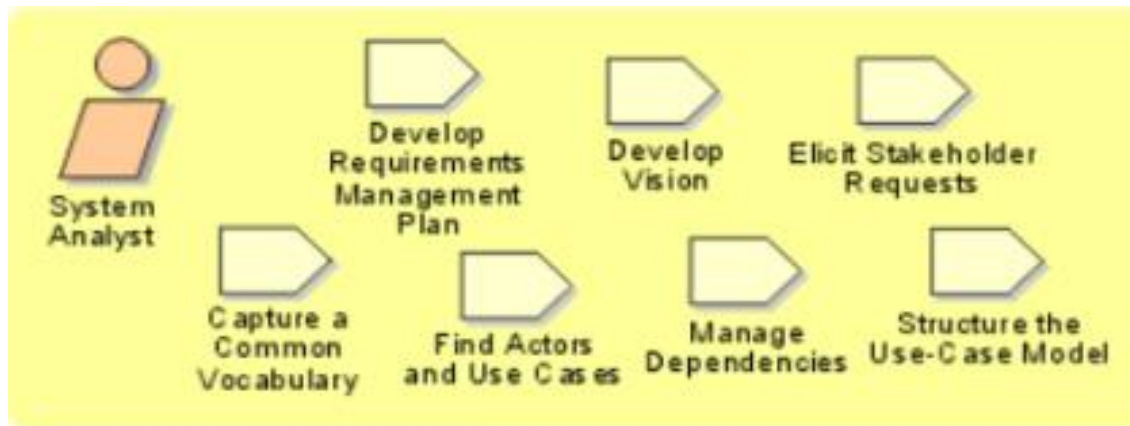 System
Analyst
Develop
Requirements
Management
Plan
Develop
Vision
Elicit Stakeholder
Requests
Capture a
Common
Vocabulary
Find Actors
and Use Cases
Manage
Dependencies
Structure the
Use-Case Model